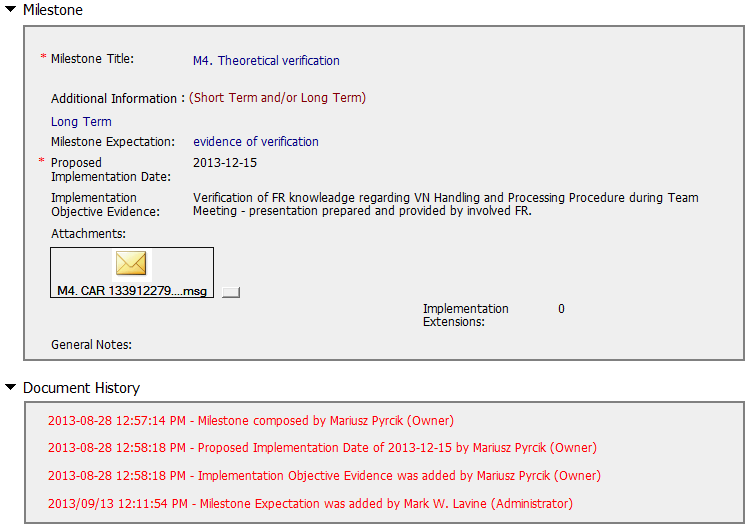 Milestone
* Milestone Title: M4. Theoretical verification
Additional Information : (Short Term and/or Long Term)
Long Term
Milestone Expectation: evidence of verification
* Proposed Implementation Date: 2013-12-15
Implementation Objective Evidence: Verification of FR knowleadge regarding VN Handling and Processing Procedure during Team
Meeting - presentation prepared and provided by involved FR.
Attachments:
M4. CAR 133912279....msg
Implementation Extensions: 0
General Notes:
Document History
2013-08-28 12:57:14 PM - Milestone composed by Mariusz Pyrcik (Owner)
2013-08-28 12:58:18 PM - Proposed Implementation Date of 2013-12-15 by Mariusz Pyrcik (Owner)
2013-08-28 12:58:18 PM - Implementation Objective Evidence was added by Mariusz Pyrcik (Owner)
2013/09/13 12:11:54 PM - Milestone Expectation was added by Mark W. Lavine (Administrator)